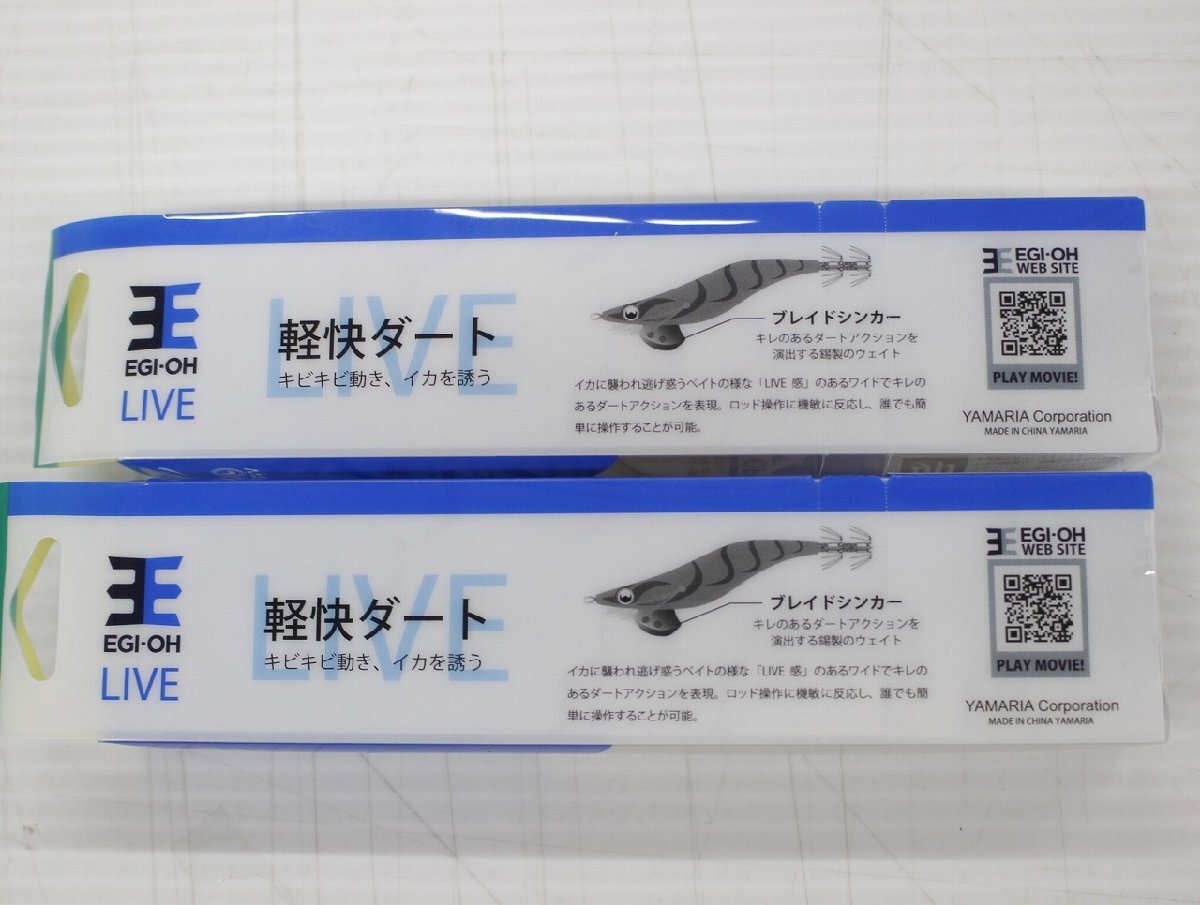 EGI-OH
LIVE
LIVE
軽快ダート
キビキビ動き、イカを誘う
ブレイドシンカー
キレのあるダートアクションを
演出する錫製のウェイト
イカに襲われ逃げ惑うベイトの様な「LIVE 感」のあるワイドでキレの
あるダートアクションを表現。ロッド操作に機敏に反応し、誰でも簡
単に操作することが可能。
EGI-OH
WEB SITE
PLAY MOVIE!
YAMARIA Corporation
MADE IN CHINA YAMARIA
EGI-OH
LIVE
LIVE
軽快ダート
キビキビ動き、イカを誘う
ブレイドシンカー
キレのあるダートアクションを
演出する錫製のウェイト
イカに襲われ逃げ惑うベイトの様な「LIVE 感」のあるワイドでキレの
あるダートアクションを表現。ロッド操作に機敏に反応し、誰でも簡
単に操作することが可能。
EGI-OH
WEB SITE
PLAY MOVIE!
YAMARIA Corporation
MADE IN CHINA YAMARIA